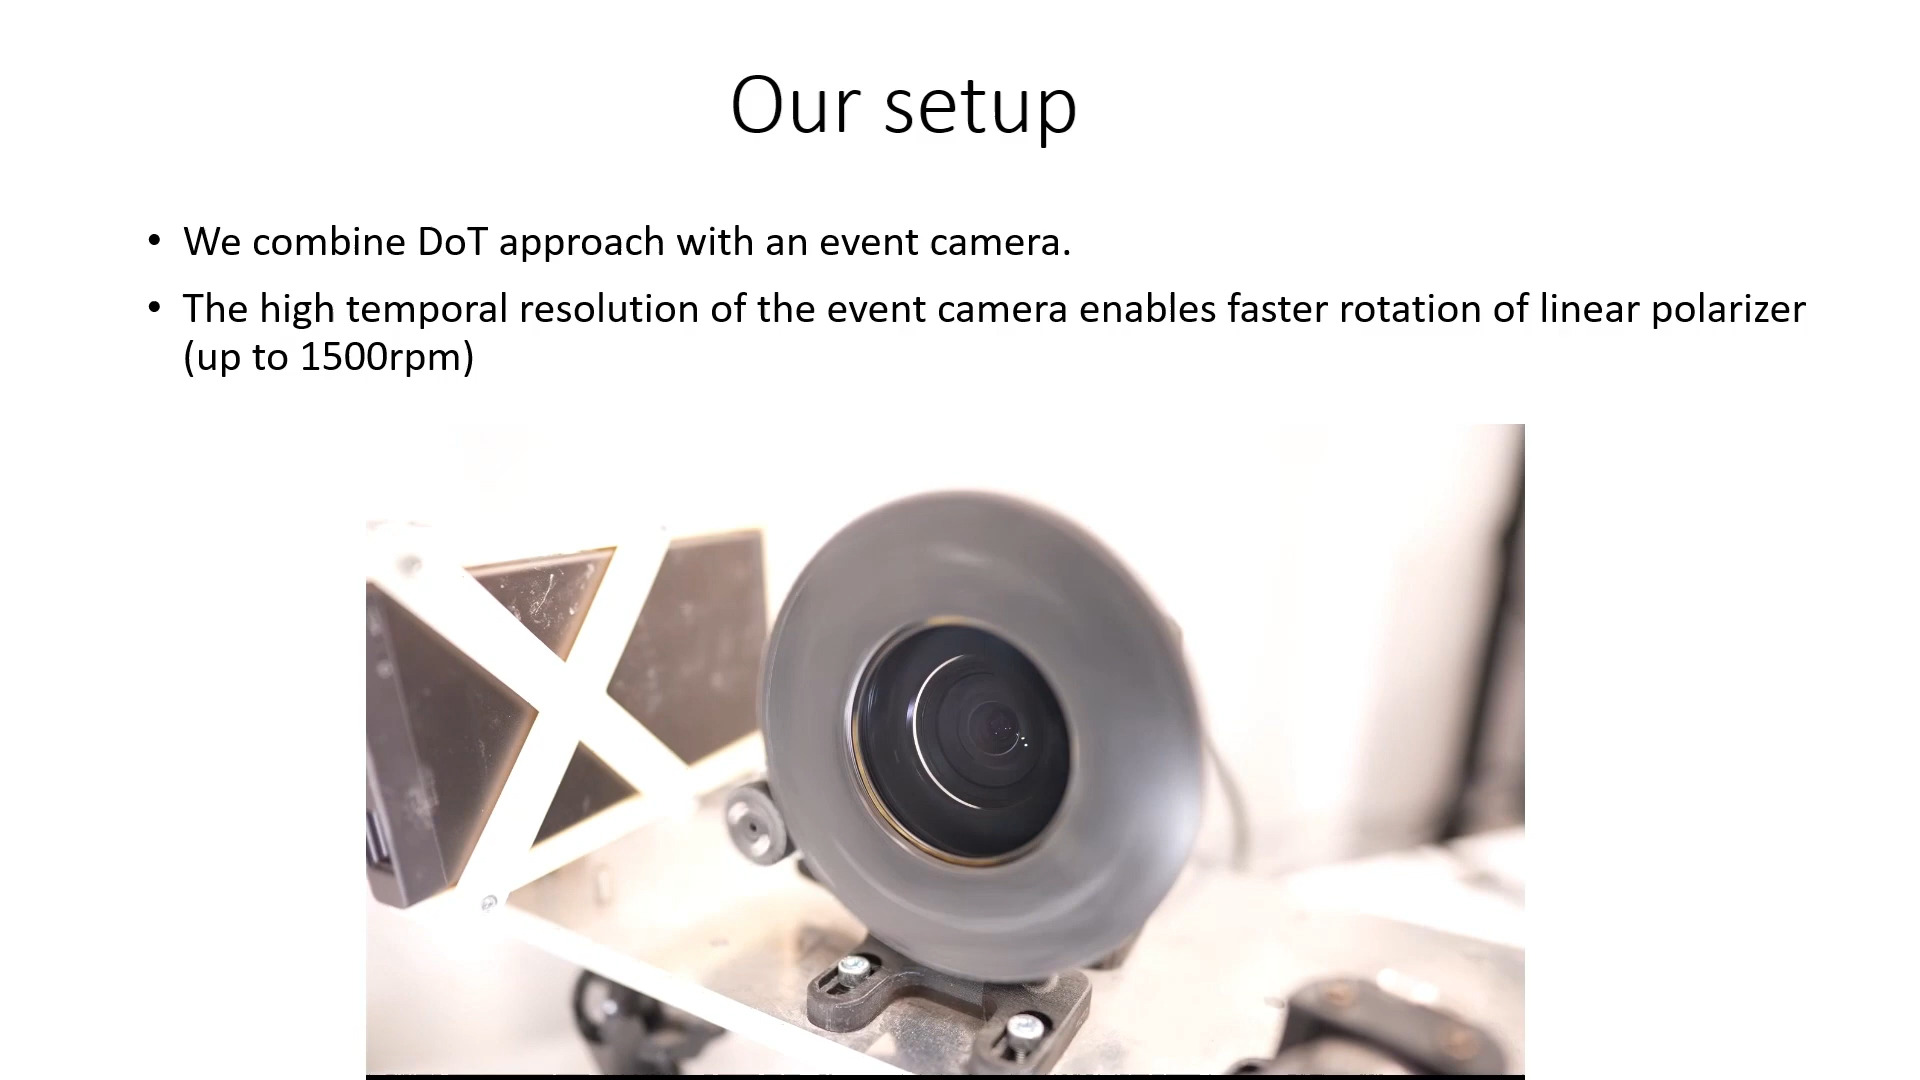 Our setup
• We combine DoT approach with an event camera.
• The high temporal resolution of the event camera enables faster rotation of linear polarizer
(up to 1500rpm)